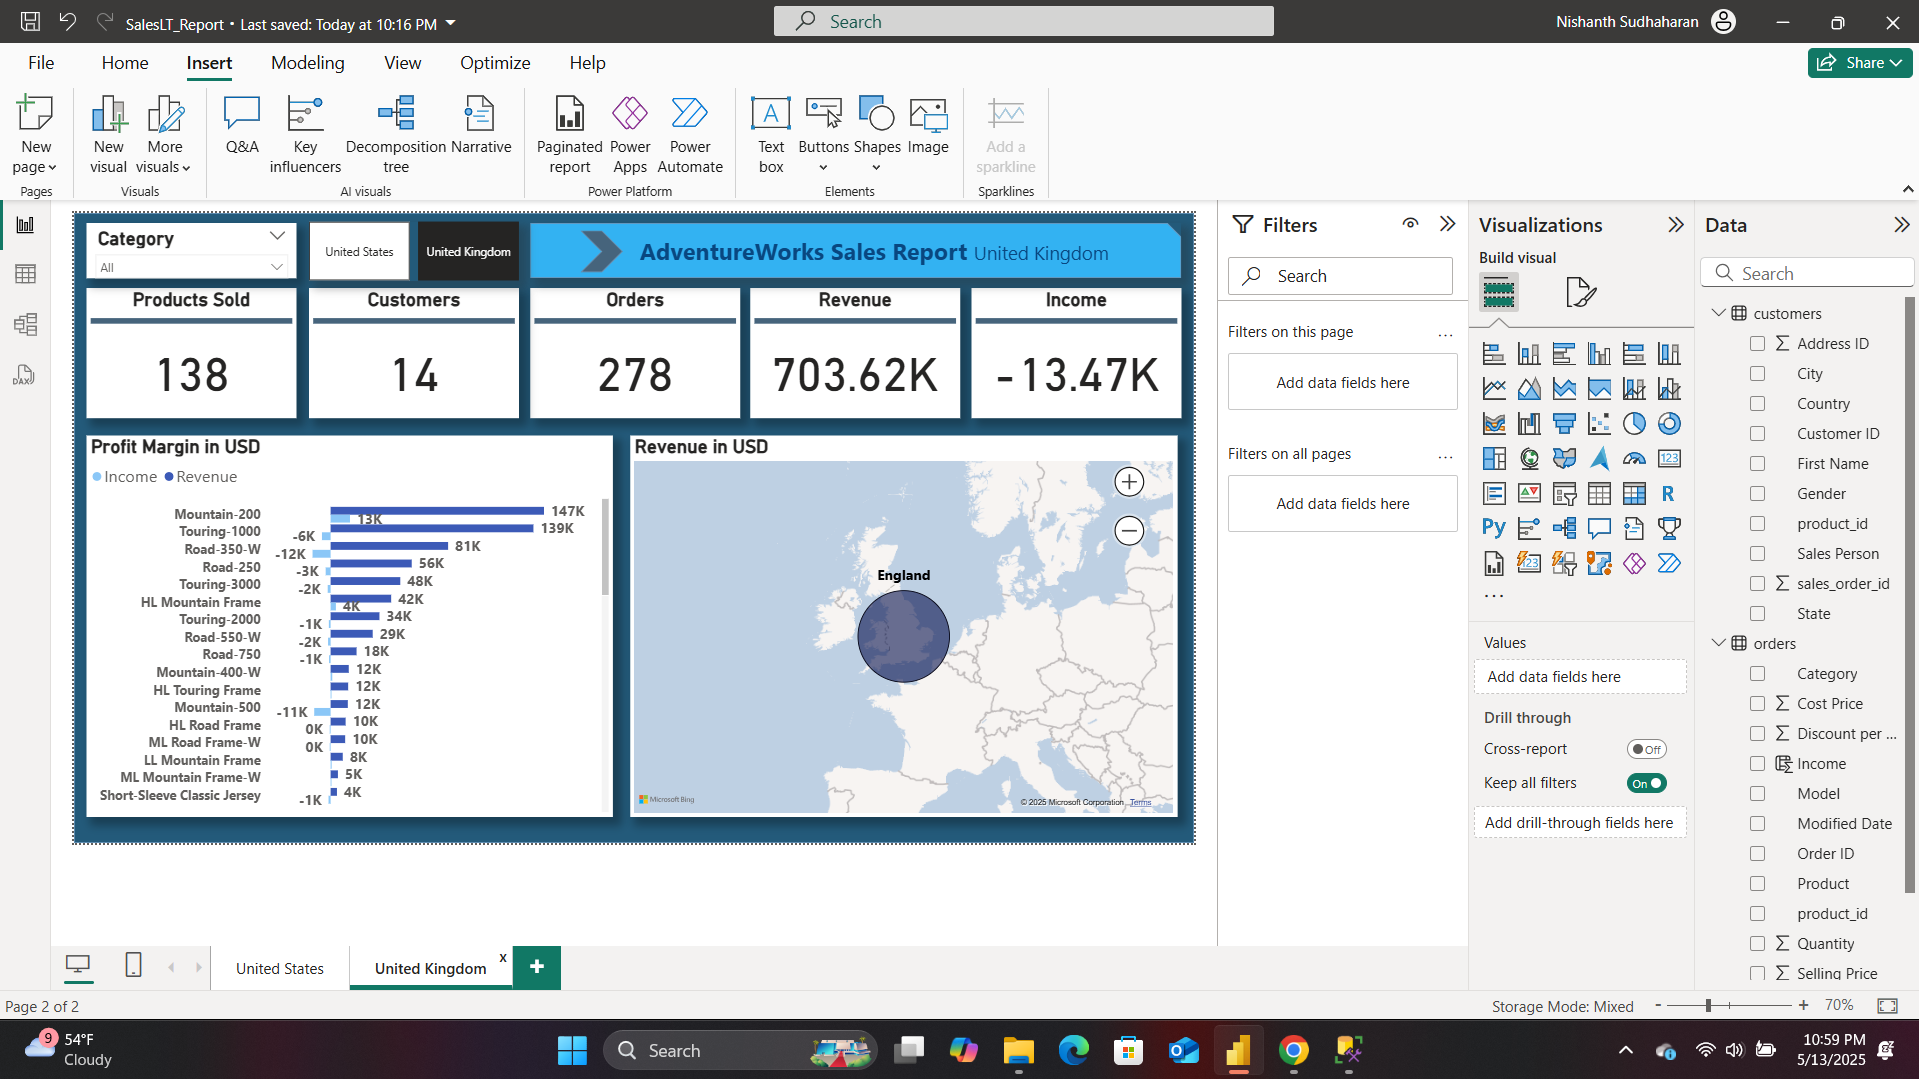 SalesLT_Report • Last saved: Today at 10:16 PM
Search
Nishanth Sudhaharan
File Home Insert Modeling View Optimize Help
Share
New page
New visual
More visuals
Q&A
Key influencers
Decomposition tree
Narrative
Paginated report
Power Apps
Power Automate
Text box
Buttons
Shapes
Image
Add a sparkline
Pages
Visuals
AI visuals
Power Platform
Elements
Sparklines
Category
All
United States
United Kingdom
AdventureWorks Sales Report United Kingdom
Products Sold
138
Customers
14
Orders
278
Revenue
703.62K
Income
-13.47K
Profit Margin in USD
Income Revenue
Mountain-200 147K
13K
Touring-1000 139K
-6K
Road-350-W 81K
-12K
Road-250 56K
-3K
Touring-3000 48K
-2K
HL Mountain Frame 42K
4K
Touring-2000 34K
-1K
Road-550-W 29K
-2K
Road-750 18K
-1K
Mountain-400-W 12K
HL Touring Frame 12K
Mountain-500 12K
-11K
HL Road Frame 10K
0K
ML Road Frame-W 10K
0K
LL Mountain Frame 8K
ML Mountain Frame-W 5K
Short-Sleeve Classic Jersey 4K
-1K
Revenue in USD
England
Microsoft Bing
© 2025 Microsoft Corporation Terms
Filters
Search
Filters on this page
...
Add data fields here
Filters on all pages
...
Add data fields here
Visualizations
Build visual
123
R
Py
123
...
Values
Add data fields here
Drill through
Cross-report
Off
Keep all filters
On
Add drill-through fields here
Data
Search
customers
Address ID
City
Country
Customer ID
First Name
Gender
product_id
Sales Person
sales_order_id
State
orders
Category
Cost Price
Discount per ...
Income
Model
Modified Date
Order ID
Product
product_id
Quantity
Selling Price
DAX
United States
United Kingdom
x
+
Page 2 of 2
Storage Mode: Mixed
- + 70%
9
54°F
Cloudy
Search
10:59 PM
5/13/2025